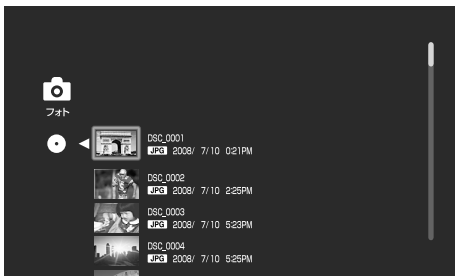 フォト
DSC_0001
JPG 2008/ 7/10 0:21PM
DSC_0002
JPG 2008/ 7/10 2:25PM
DSC_0003
JPG 2008/ 7/10 5:23PM
DSC_0004
JPG 2008/ 7/10 5:25PM